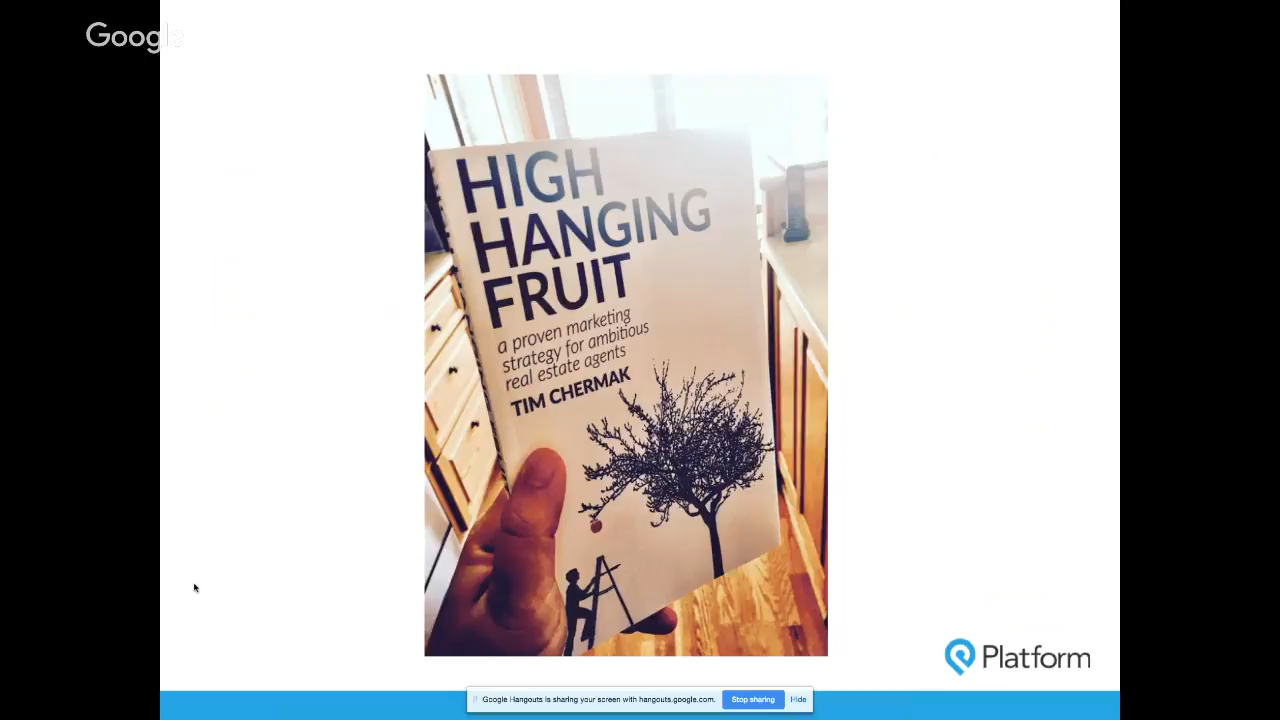 Google
HIGH
HANGING
FRUIT
a proven marketing
strategy for ambitious
real estate agents
TIM CHERMAK
Platform
Google Hangouts is sharing your screen with hangouts.google.com.
Stop sharing
Hide